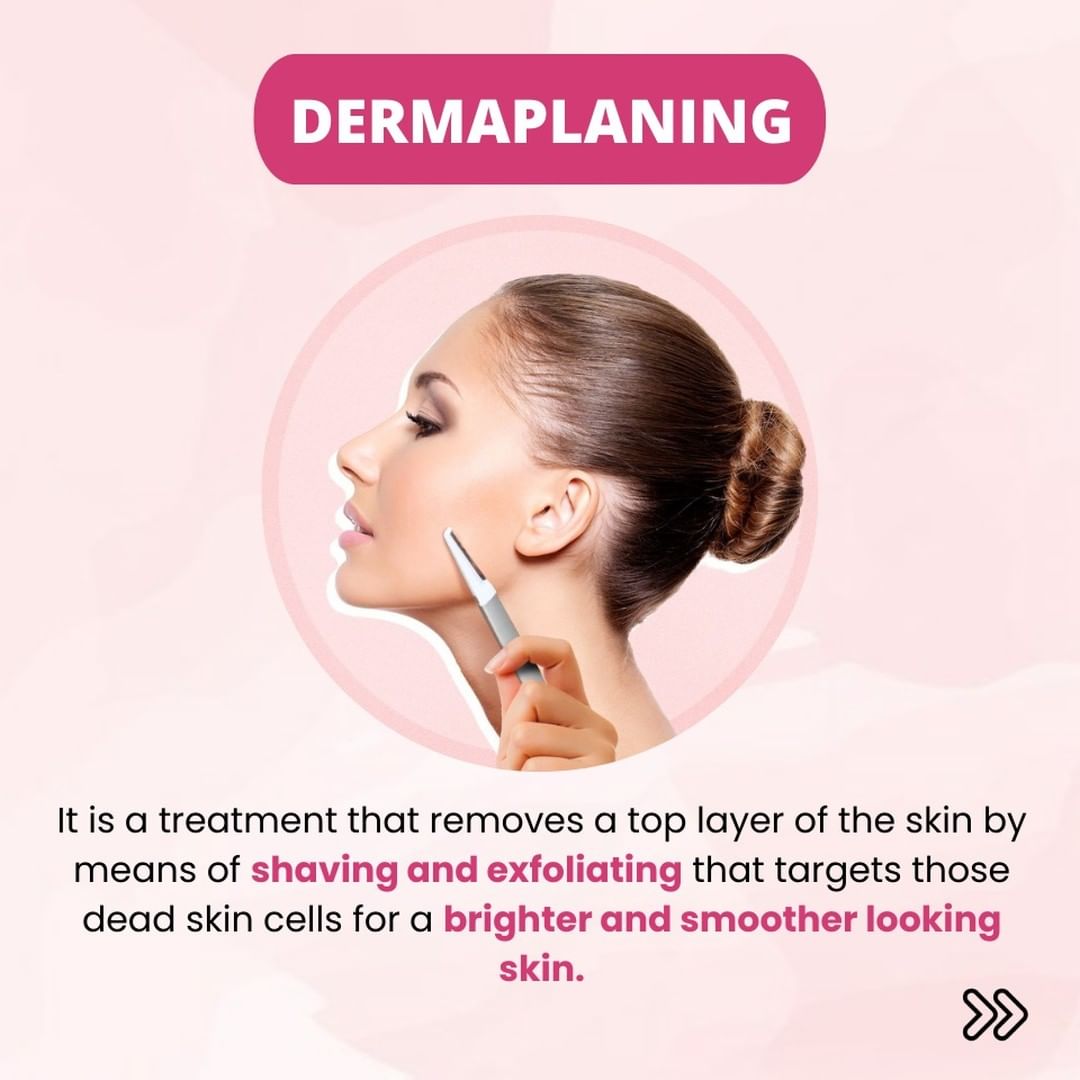 DERMAPLANING
It is a treatment that removes a top layer of the skin by
means of shaving and exfoliating that targets those
dead skin cells for a brighter and smoother looking
skin.